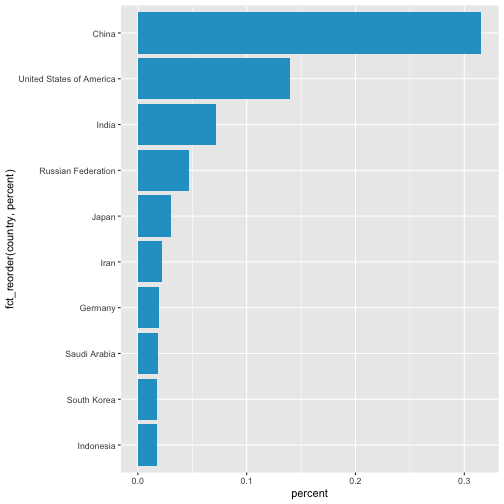 China
United States of America
India
Russian Federation
Japan
Iran
Germany
Saudi Arabia
South Korea
Indonesia
fct_reorder(country, percent)
0.0 0.1 0.2 0.3
percent